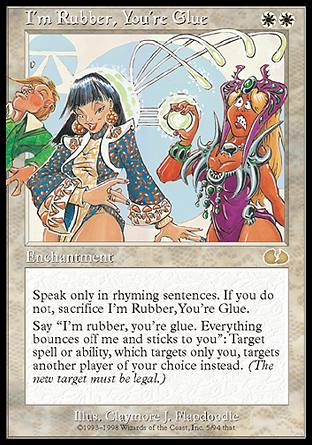 I'm Rubber, You're Glue
Enchantment
Speak only in rhyming sentences. If you do
not, sacrifice I'm Rubber,You're Glue.
Say “I'm rubber, you're glue. Everything
bounces off me and sticks to you”: Target
spell or ability, which targets only you, targets
another player of your choice instead. (The
new target must be legal.)
Illus. Claymore J. Flapdoodle
©1993–1998 Wizards of the Coast, Inc. 5/94 that